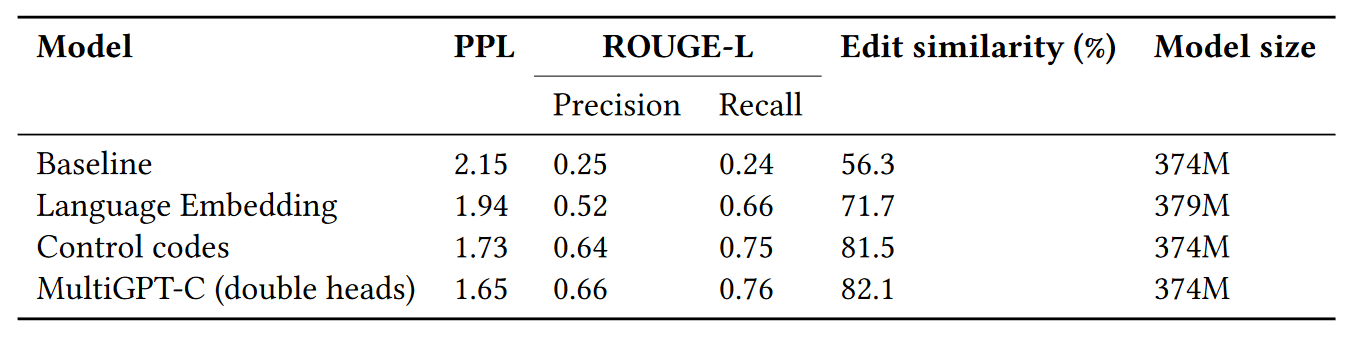 Model PPL ROUGE-L Edit similarity (%) Model size
Precision Recall
Baseline 2.15 0.25 0.24 56.3 374M
Language Embedding 1.94 0.52 0.66 71.7 379M
Control codes 1.73 0.64 0.75 81.5 374M
MultiGPT-C (double heads) 1.65 0.66 0.76 82.1 374M